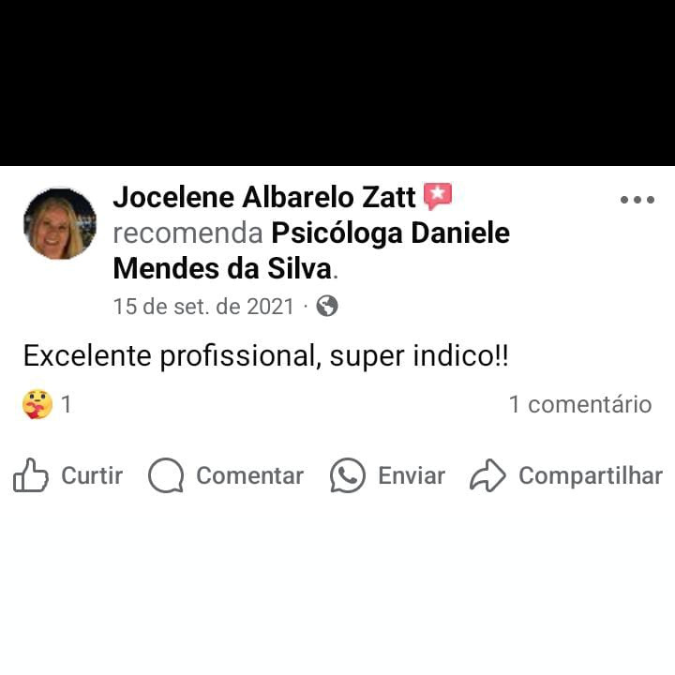 Jocelene Albarelo Zatt
recomenda Psicóloga Daniele
Mendes da Silva.
15 de set. de 2021 ·
Excelente profissional, super indico!!
1
1 comentário
Curtir
Comentar
Enviar
Compartilhar